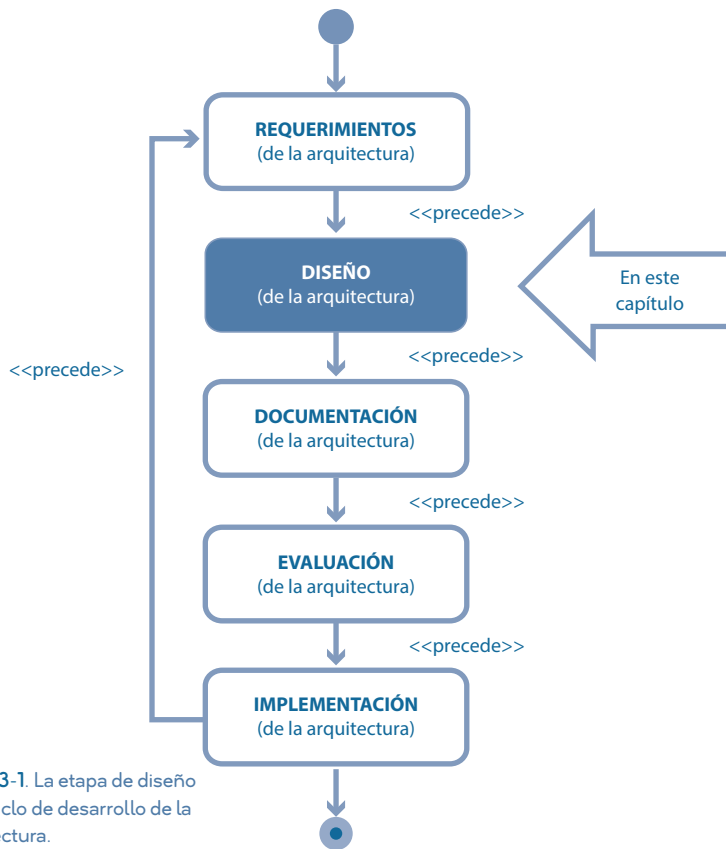 REQUERIMIENTOS
(de la arquitectura)
<<precede>>
DISEÑO
(de la arquitectura)
En este
capítulo
<<precede>>
<<precede>>
DOCUMENTACIÓN
(de la arquitectura)
<<precede>>
EVALUACIÓN
(de la arquitectura)
<<precede>>
IMPLEMENTACIÓN
(de la arquitectura)
3-1. La etapa de diseño
clo de desarrollo de la
ectura.